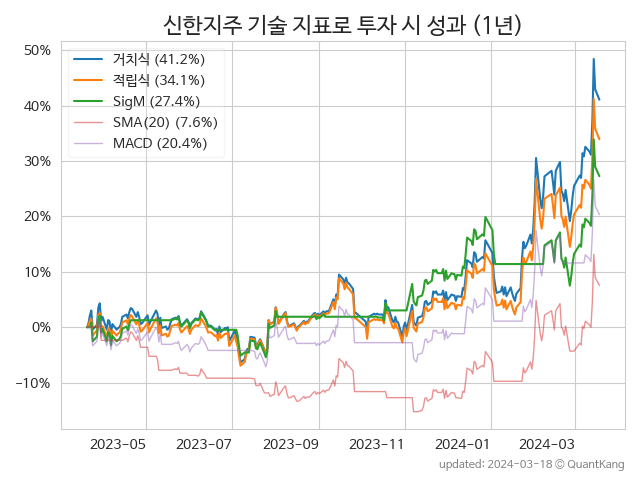 신한지주 기술 지표로 투자 시 성과 (1년)
50%
40%
30%
20%
10%
0%
−10%
거치식 (41.2%)
적립식 (34.1%)
SigM (27.4%)
SMA(20) (7.6%)
MACD (20.4%)
2023−05 2023−07 2023−09 2023−11 2024−01 2024−03
updated: 2024−03−18 © QuantKang